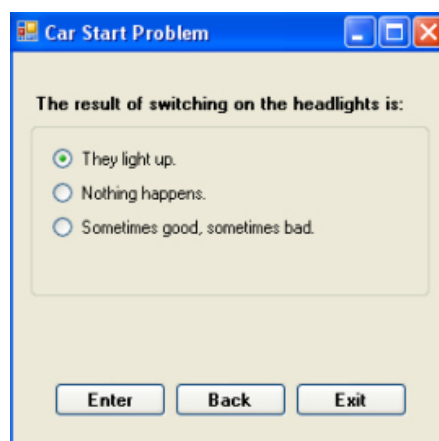 Car Start Problem
The result of switching on the headlights is:
They light up.
Nothing happens.
Sometimes good, sometimes bad.
Enter Back Exit